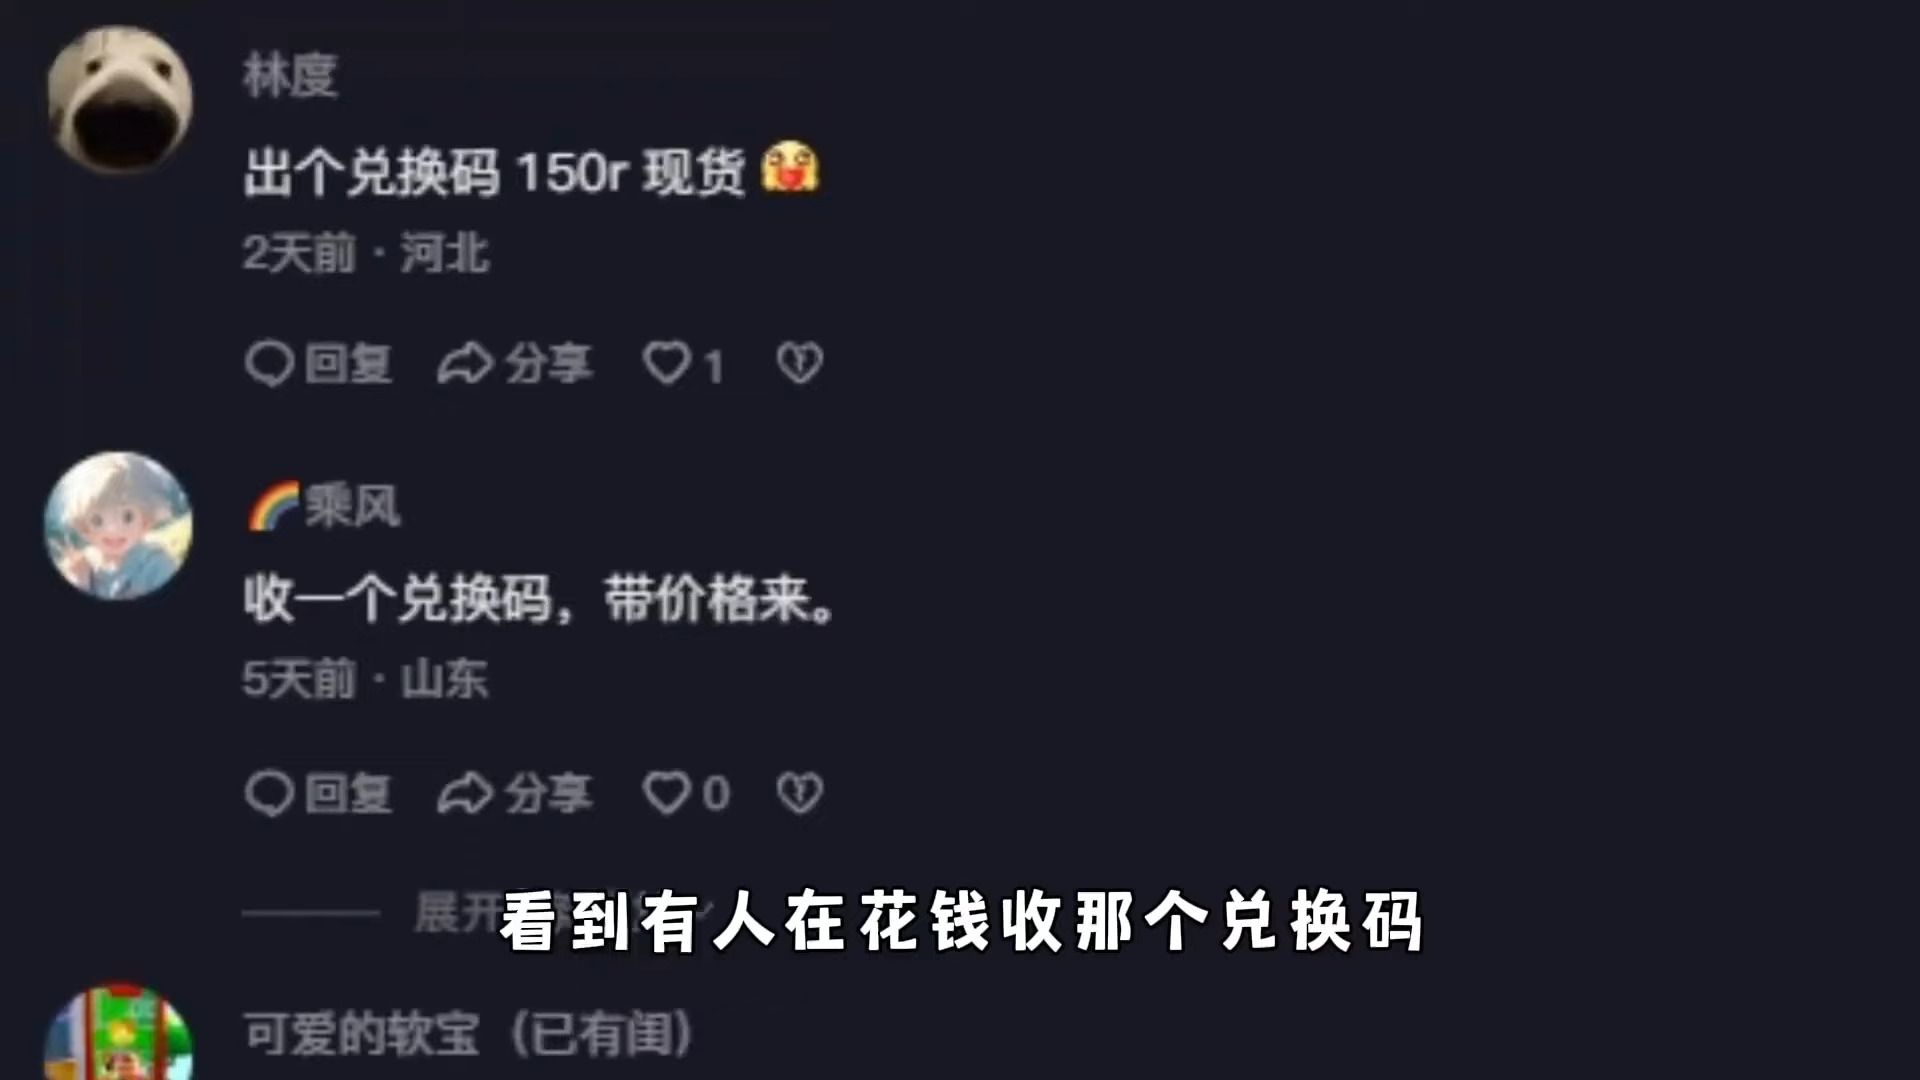 林度
出个兑换码 150r 现货
2天前 · 河北
回复 分享 1
乘风
收一个兑换码，带价格来。
5天前 · 山东
回复 分享 0
展开
看到有人在花钱收那个兑换码
可爱的软宝（已有闺）